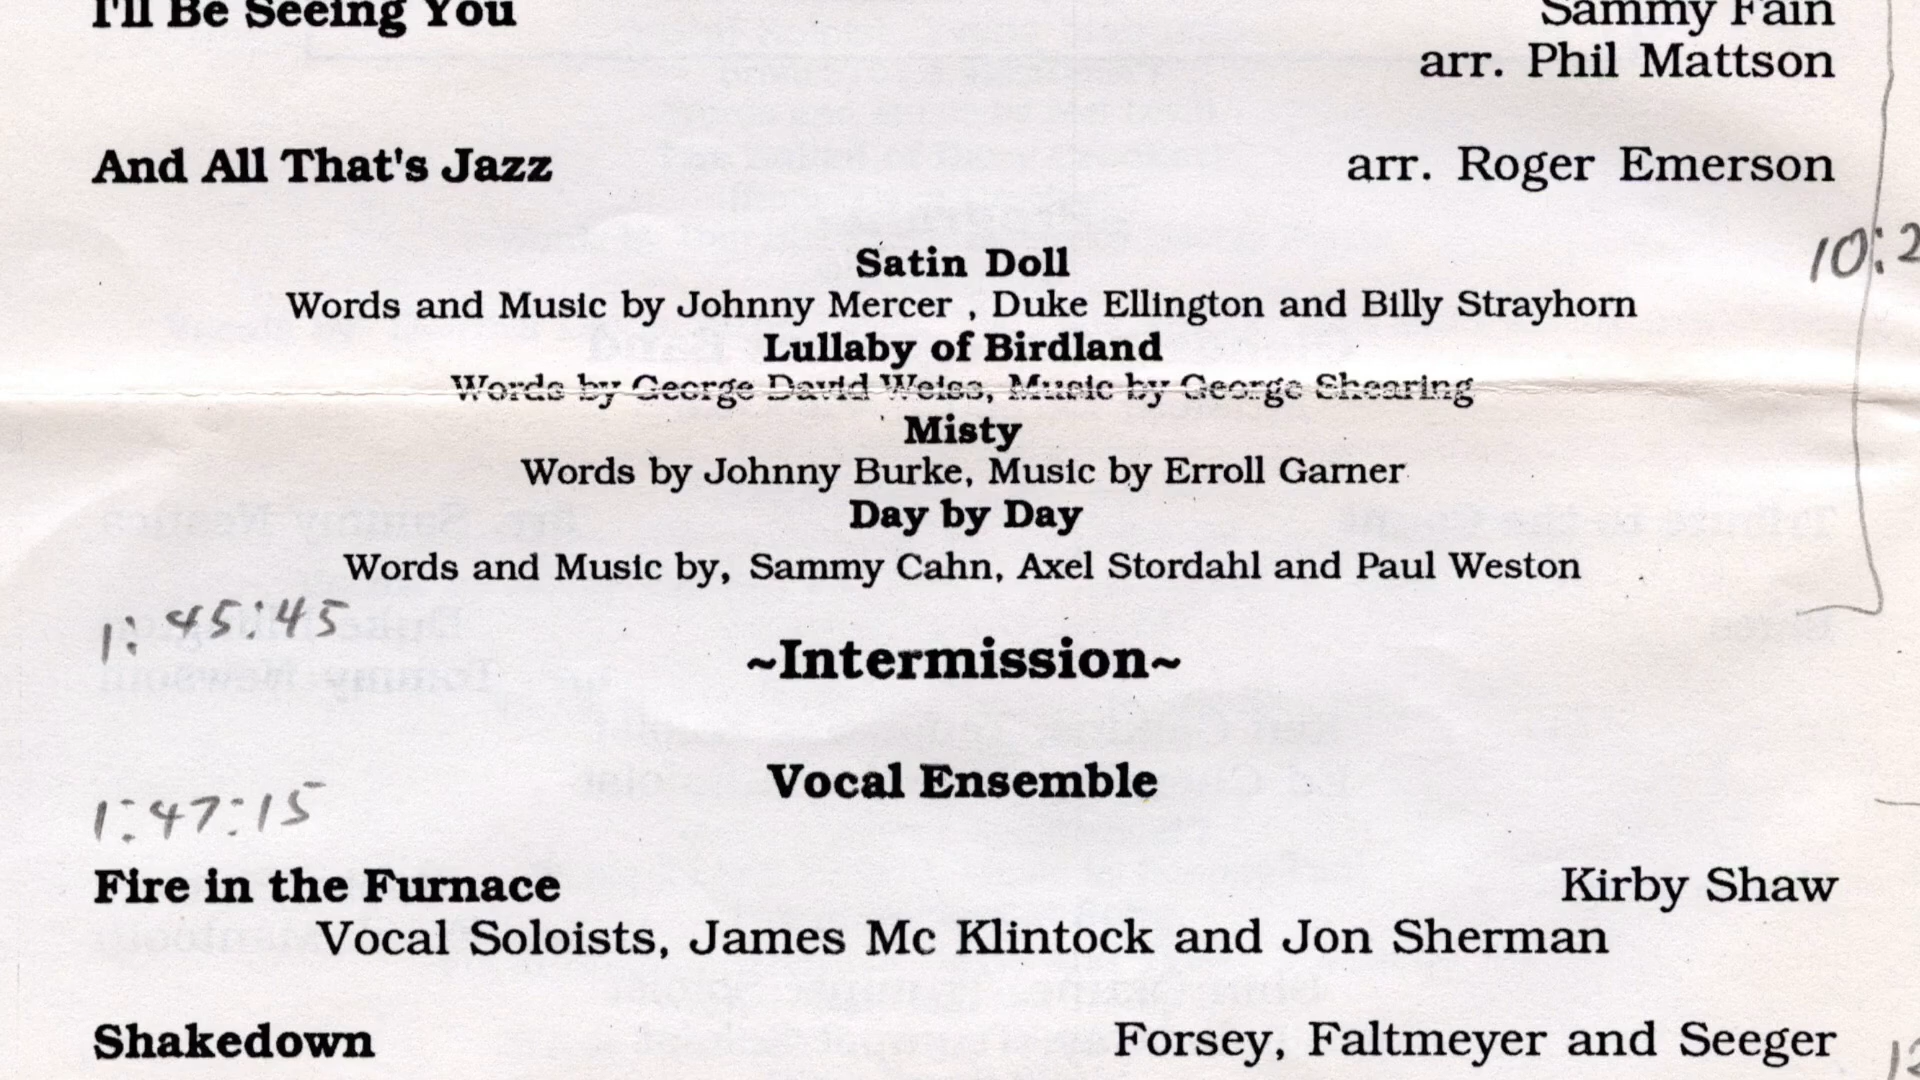 I'll Be Seeing You Sammy Fain
arr. Phil Mattson
And All That's Jazz arr. Roger Emerson
10:2
Satin Doll
Words and Music by Johnny Mercer , Duke Ellington and Billy Strayhorn
Lullaby of Birdland
Words by George David Weiss, Music by George Shearing
Misty
Words by Johnny Burke, Music by Erroll Garner
Day by Day
Words and Music by, Sammy Cahn, Axel Stordahl and Paul Weston
1:45:45
~Intermission~
Vocal Ensemble
1:47:15
Fire in the Furnace Kirby Shaw
Vocal Soloists, James Mc Klintock and Jon Sherman
Shakedown Forsey, Faltmeyer and Seeger